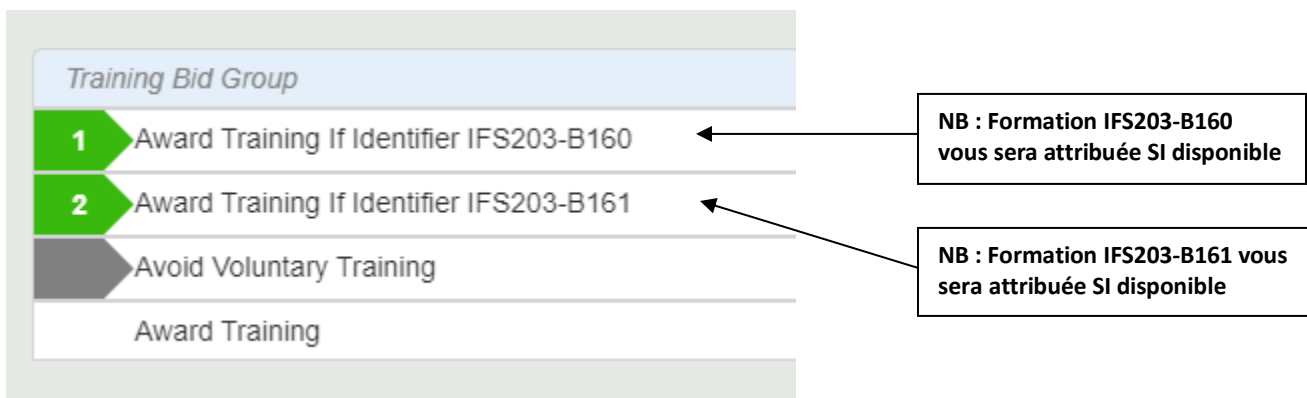 Training Bid Group
1 Award Training If Identifier IFS203-B160
2 Award Training If Identifier IFS203-B161
Avoid Voluntary Training
Award Training
NB : Formation IFS203-B160
vous sera attribuée SI disponible
NB : Formation IFS203-B161 vous
sera attribuée SI disponible